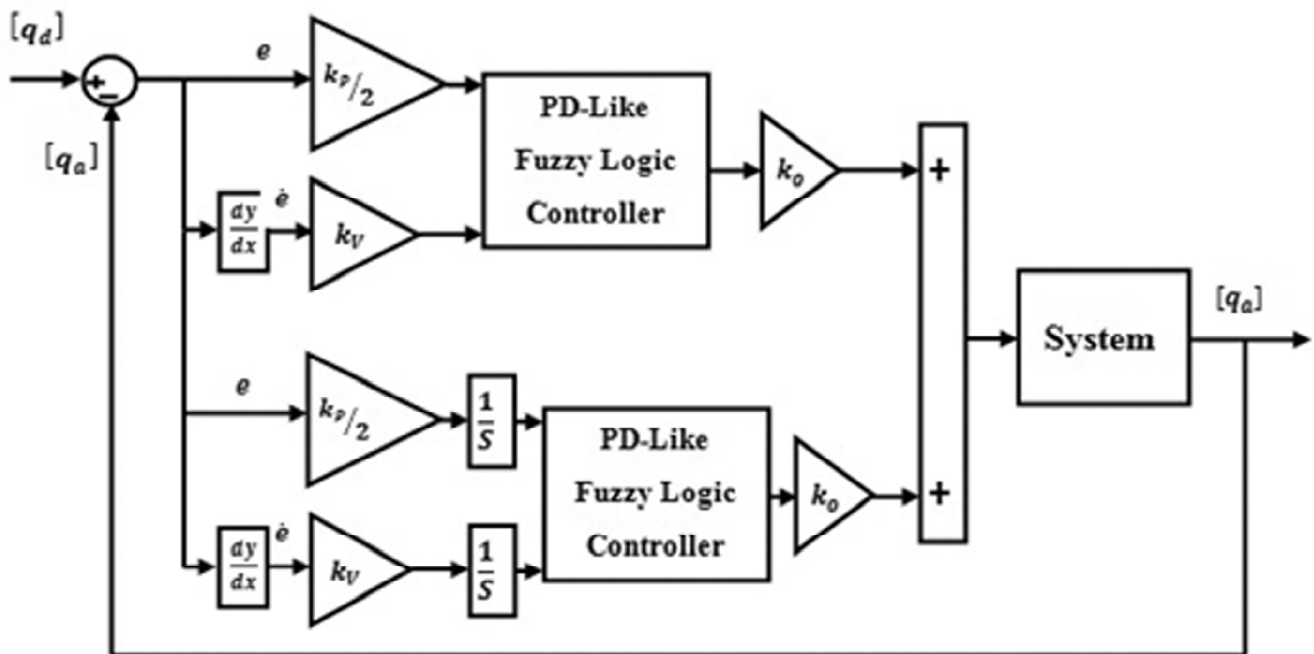 [q_d]
e
+
−
k_P/2
PD-Like
Fuzzy Logic
Controller
k_o
+
[q_a]
dy/dx
ė
k_V
System
[q_a]
e
k_P/2
1/S
PD-Like
Fuzzy Logic
Controller
k_o
+
dy/dx
ė
k_V
1/S